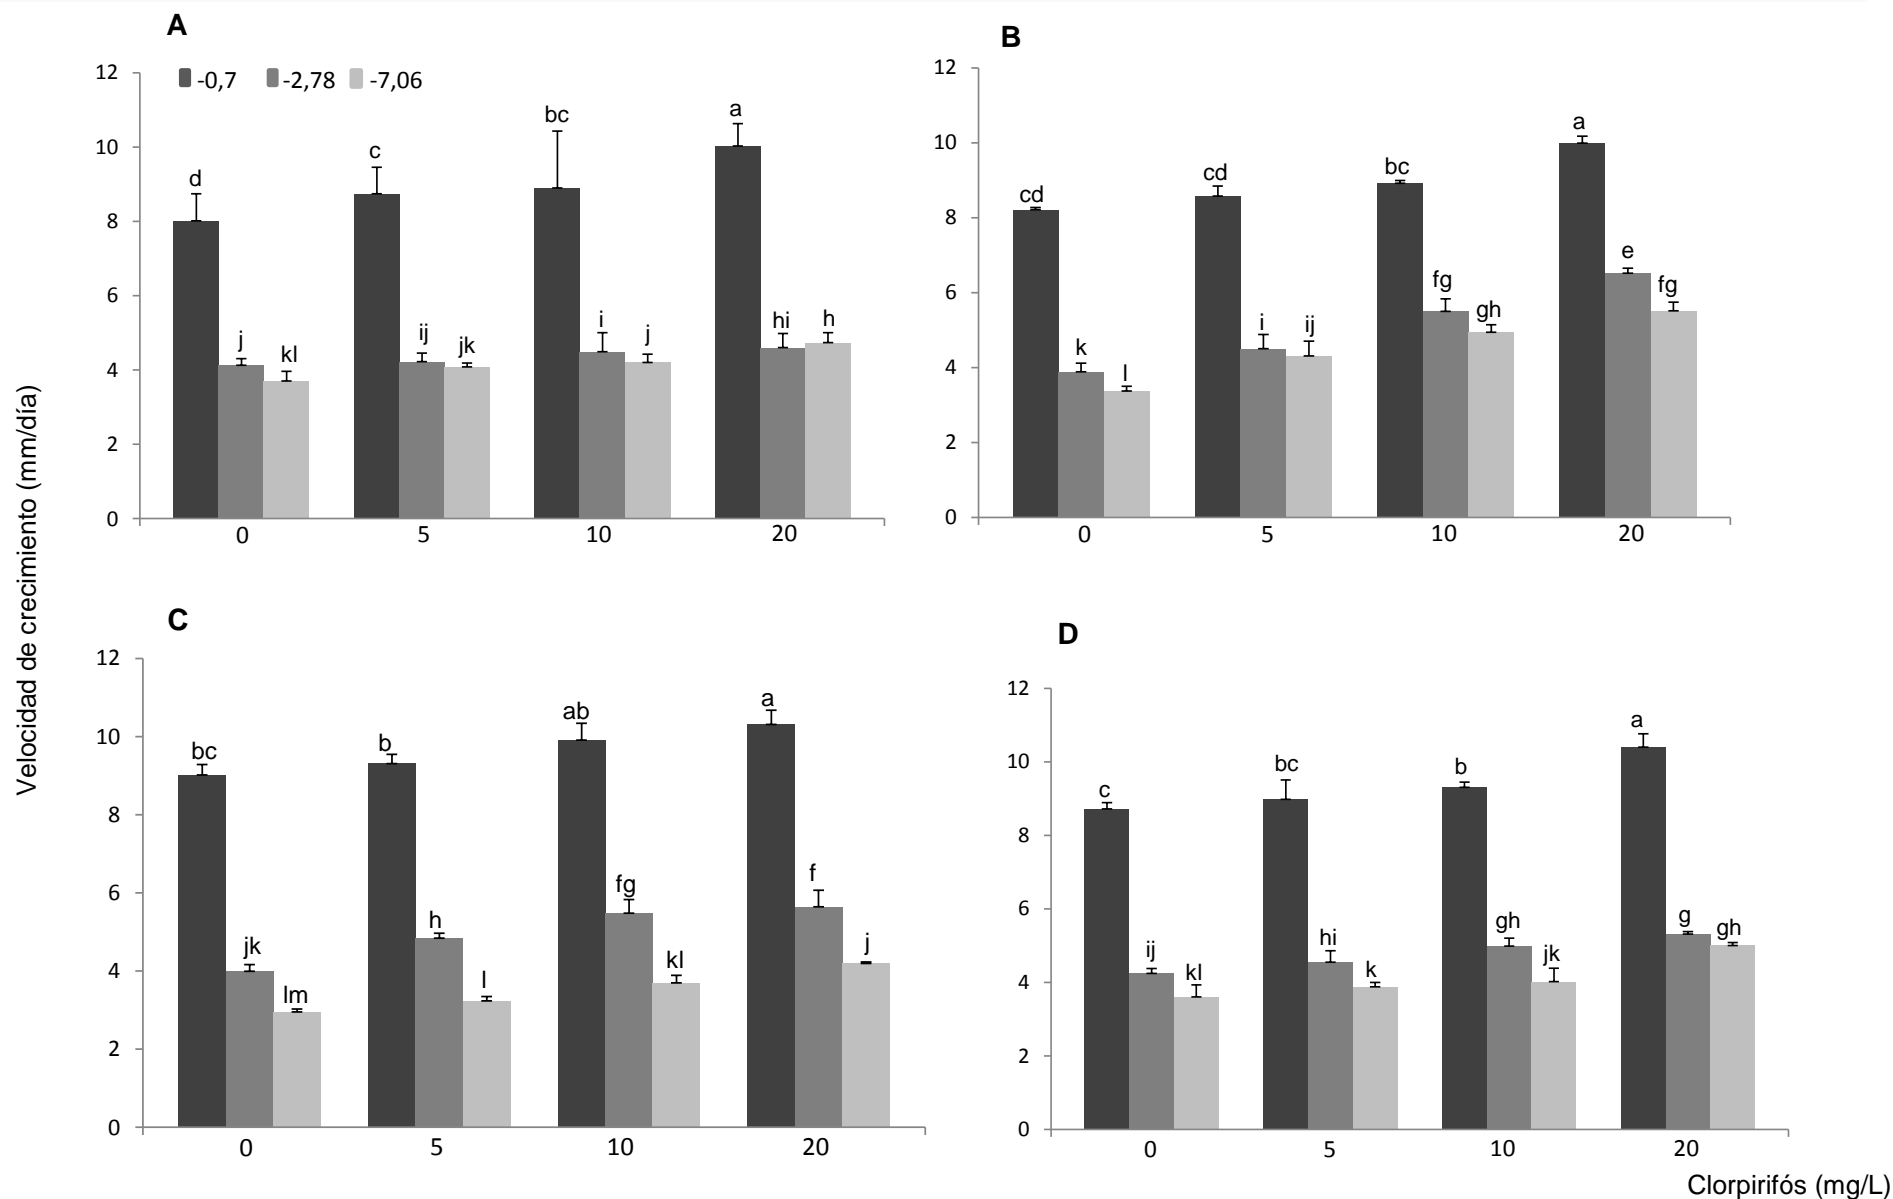 A
-0,7 -2,78 -7,06
12
10
8
6
4
2
0
d j kl
c ij jk
bc i j
a hi h
0 5 10 20
B
12
10
8
6
4
2
0
cd k l
cd i ij
bc fg gh
a e fg
0 5 10 20
Velocidad de crecimiento (mm/día)
C
12
10
8
6
4
2
0
bc jk lm
b h l
ab fg kl
a f j
0 5 10 20
D
12
10
8
6
4
2
0
c ij kl
bc hi k
b gh jk
a g gh
0 5 10 20
Clorpirifós (mg/L)